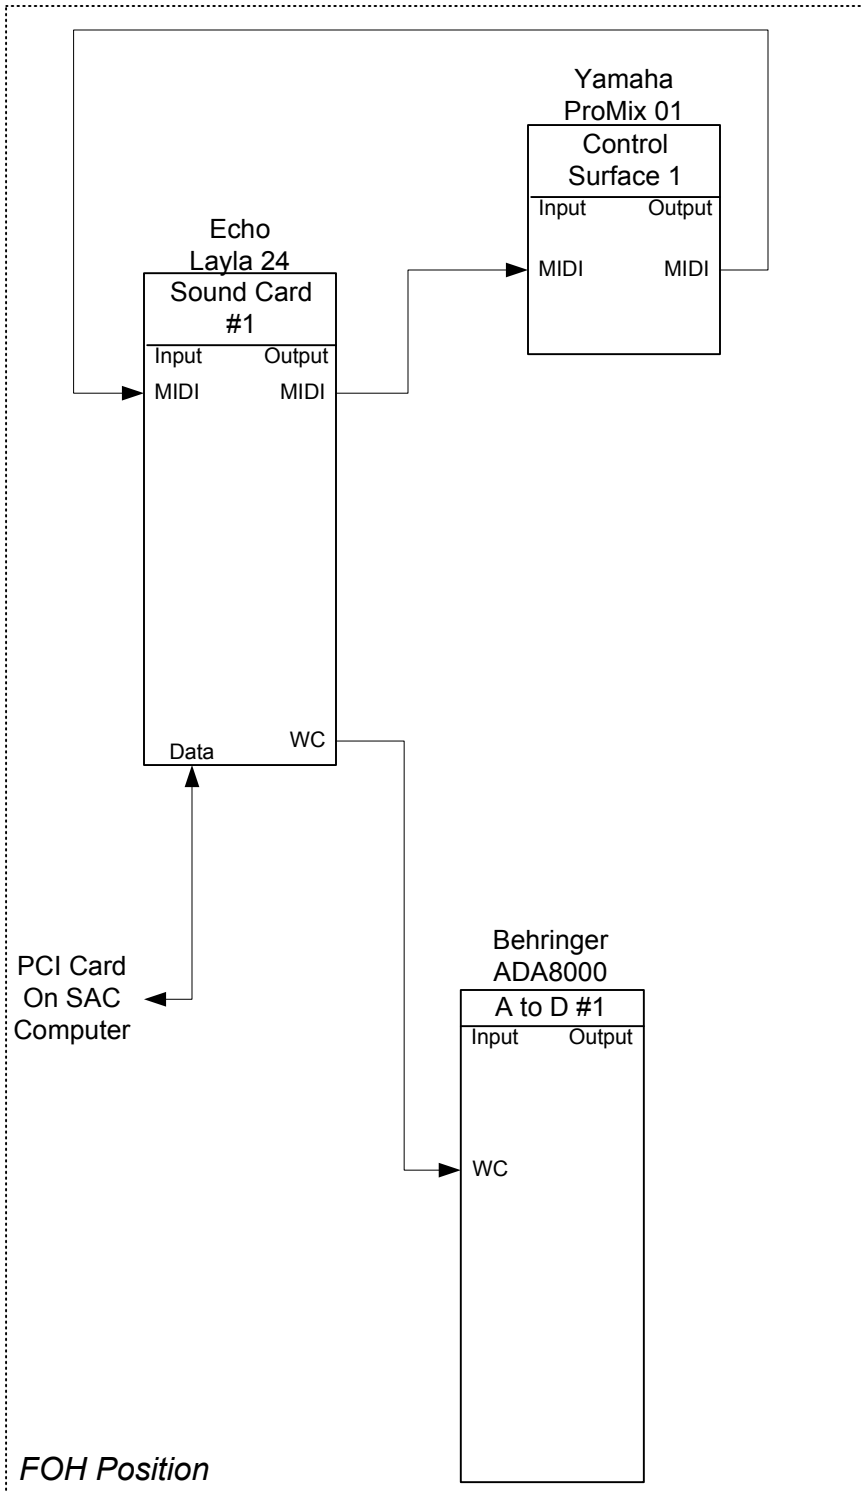 Yamaha
ProMix 01
Control
Surface 1
Input Output
MIDI MIDI
Echo
Layla 24
Sound Card
#1
Input Output
MIDI MIDI
Data WC
PCI Card
On SAC
Computer
Behringer
ADA8000
A to D #1
Input Output
WC
FOH Position